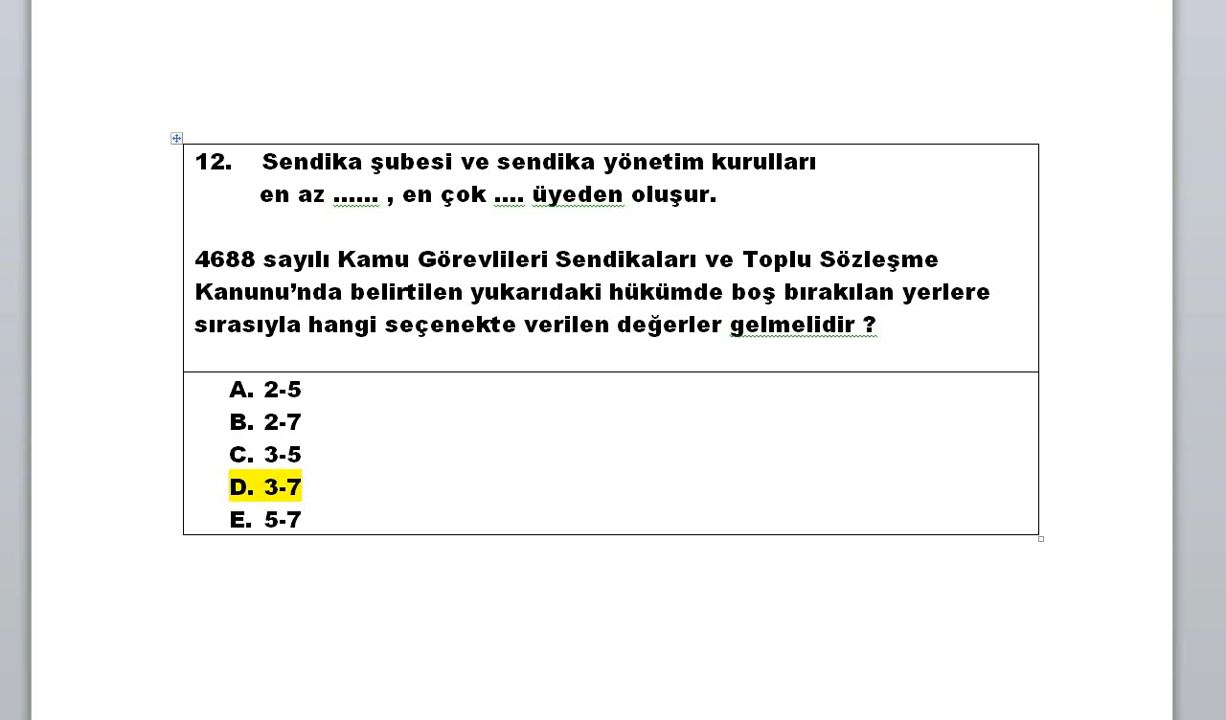 12. Sendika şubesi ve sendika yönetim kurulları
en az ...... , en çok .... üyeden oluşur.
4688 sayılı Kamu Görevlileri Sendikaları ve Toplu Sözleşme
Kanunu’nda belirtilen yukarıdaki hükümde boş bırakılan yerlere
sırasıyla hangi seçenekte verilen değerler gelmelidir ?
A. 2-5
B. 2-7
C. 3-5
D. 3-7
E. 5-7